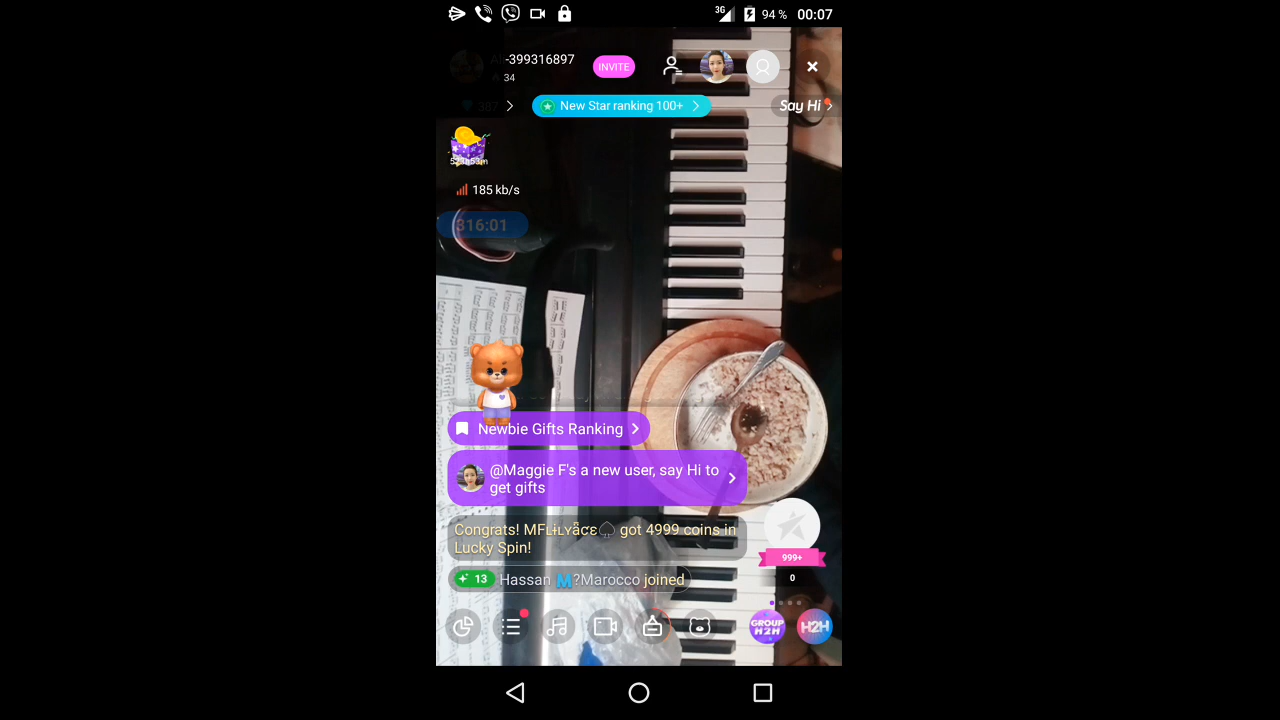 3G 94 % 00:07
-399316897
34
INVITE
387
New Star ranking 100+
Say Hi
185 kb/s
316:01
Newbie Gifts Ranking
@Maggie F's a new user, say Hi to
get gifts
Congrats! MFʟɨʟʏǟċɛ♠ got 4999 coins in
Lucky Spin!
13 Hassan M?Marocco joined
999+
0
GROUP
H2H
H2H